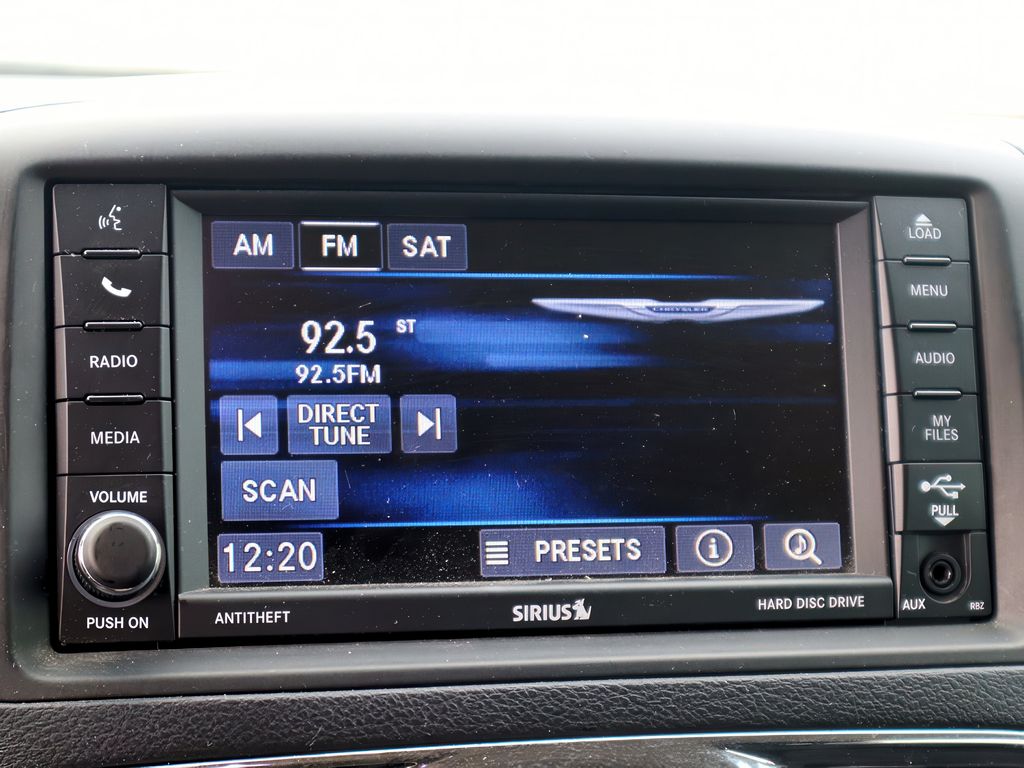 AM FM SAT
CHRYSLER
92.5 ST
92.5FM
DIRECT
TUNE
SCAN
12:20 PRESETS
RADIO
MEDIA
VOLUME
PUSH ON
LOAD
MENU
AUDIO
MY
FILES
PULL
AUX RBZ
ANTITHEFT SIRIUS HARD DISC DRIVE